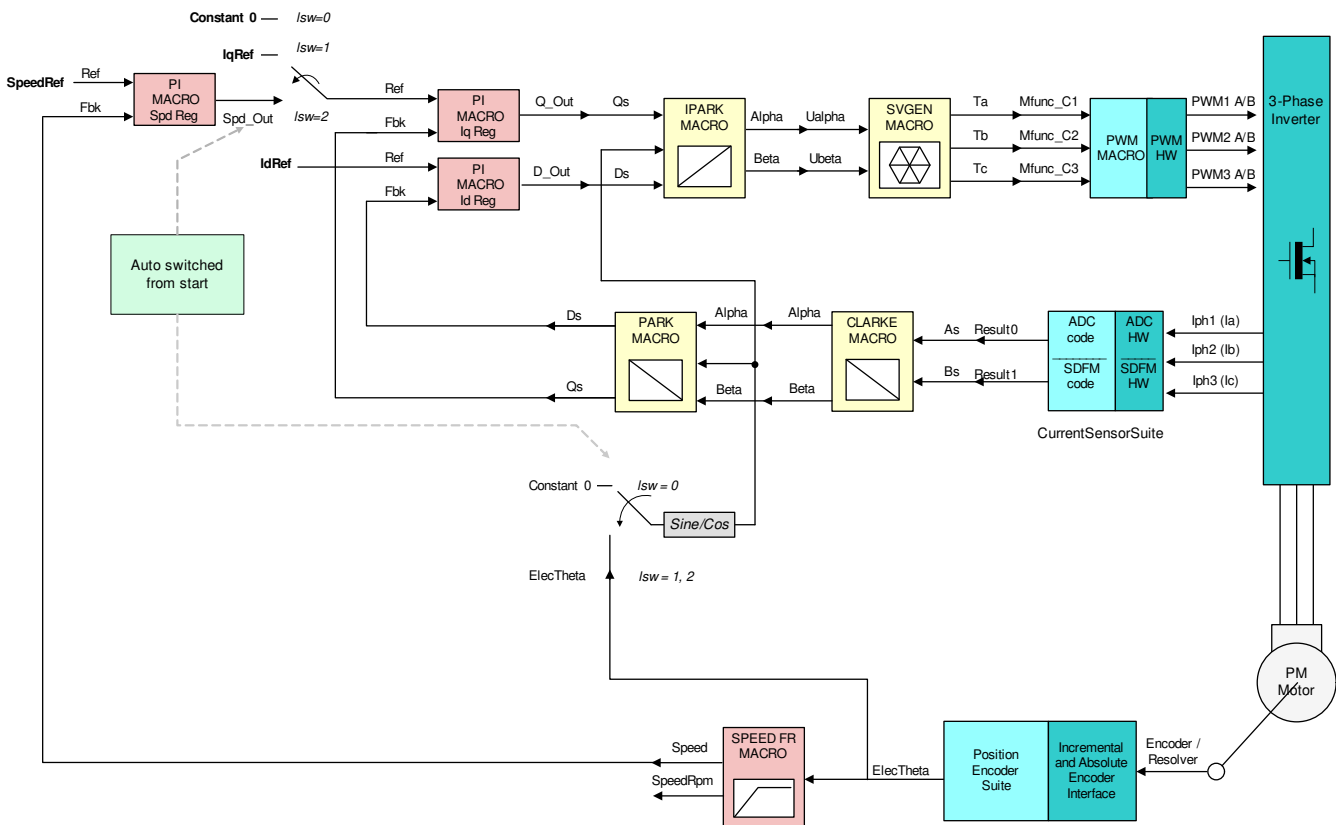 Constant 0
lsw=0
IqRef
lsw=1
SpeedRef
Ref
Fbk
PI
MACRO
Spd Reg
Spd_Out
lsw=2
Ref
Fbk
PI
MACRO
Iq Reg
Q_Out
Qs
IdRef
Ref
Fbk
PI
MACRO
Id Reg
D_Out
Ds
IPARK
MACRO
Alpha
Ualpha
Beta
Ubeta
SVGEN
MACRO
Ta
Mfunc_C1
Tb
Mfunc_C2
Tc
Mfunc_C3
PWM
MACRO
PWM
HW
PWM1 A/B
PWM2 A/B
PWM3 A/B
3-Phase
Inverter
Auto switched
from start
Ds
Qs
PARK
MACRO
Alpha
Alpha
Beta
Beta
CLARKE
MACRO
As
Result0
Bs
Result1
ADC
code
SDFM
code
ADC
HW
SDFM
HW
Iph1 (Ia)
Iph2 (Ib)
Iph3 (Ic)
CurrentSensorSuite
Constant 0
lsw = 0
Sine/Cos
ElecTheta
lsw = 1, 2
PM
Motor
Speed
SpeedRpm
SPEED FR
MACRO
ElecTheta
Position
Encoder
Suite
Incremental
and Absolute
Encoder
Interface
Encoder /
Resolver